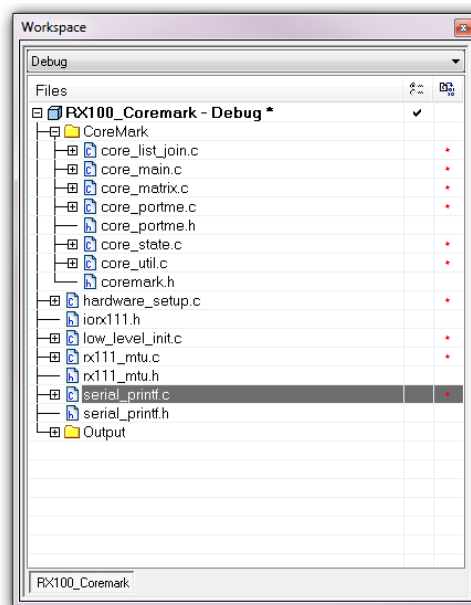 Workspace
Debug
Files
RX100_Coremark - Debug *
CoreMark
core_list_join.c
core_main.c
core_matrix.c
core_portme.c
core_portme.h
core_state.c
core_util.c
coremark.h
hardware_setup.c
iorx111.h
low_level_init.c
rx111_mtu.c
rx111_mtu.h
serial_printf.c
serial_printf.h
Output
RX100_Coremark